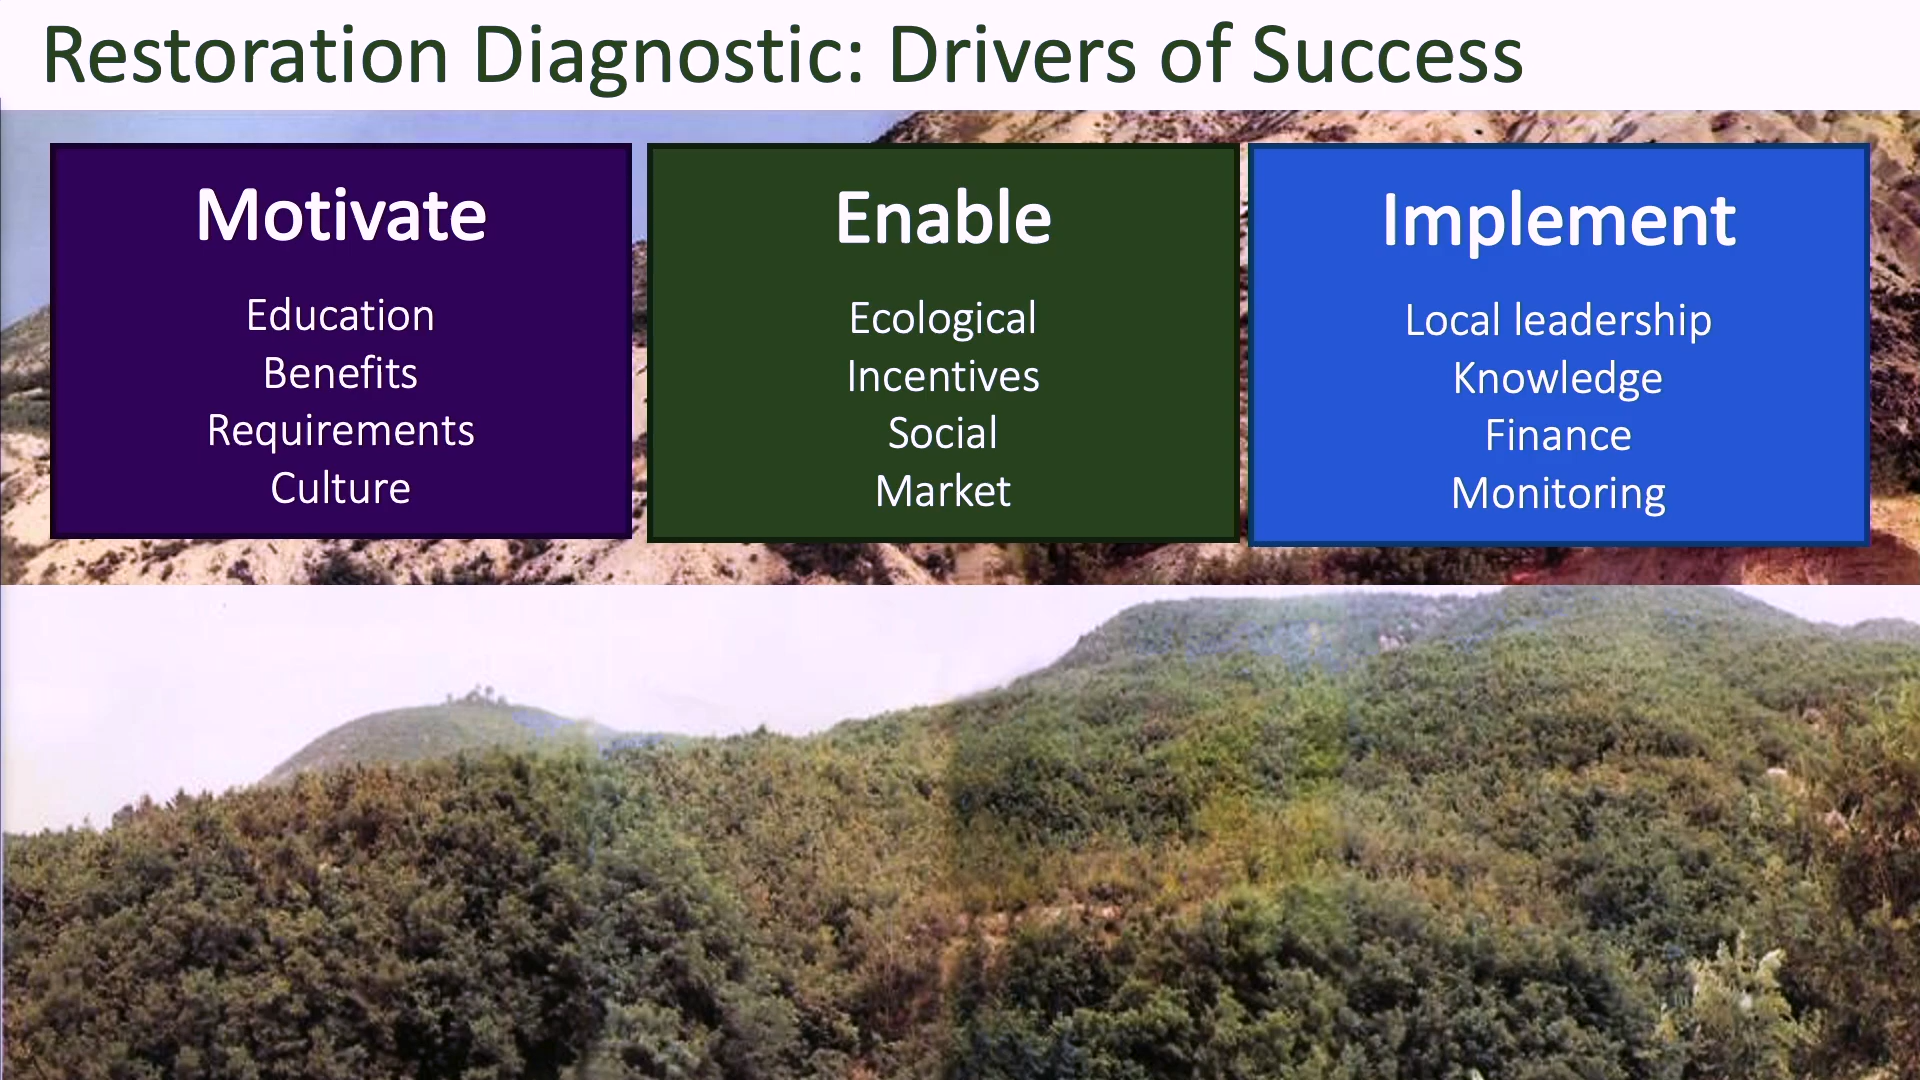 Restoration Diagnostic: Drivers of Success
Motivate
Education
Benefits
Requirements
Culture
Enable
Ecological
Incentives
Social
Market
Implement
Local leadership
Knowledge
Finance
Monitoring